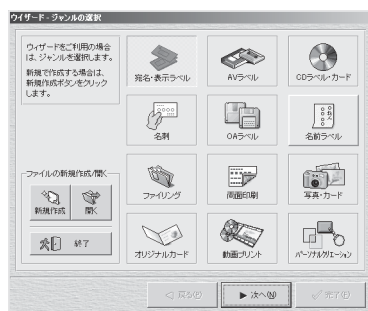 ウィザード - ジャンルの選択
ウィザードをご利用の場合
は、ジャンルを選択します。
新規で作成する場合は、
新規作成ボタンをクリック
します。
宛名・表示ラベル
AVラベル
CDラベル・カード
名刺
OAラベル
名前ラベル
ファイルの新規作成/開く
新規作成
開く
終了
ファイリング
両面印刷
写真・カード
オリジナルカード
動画プリント
パーソナルクリエーション
戻る(B)
次へ(N)
完了(F)